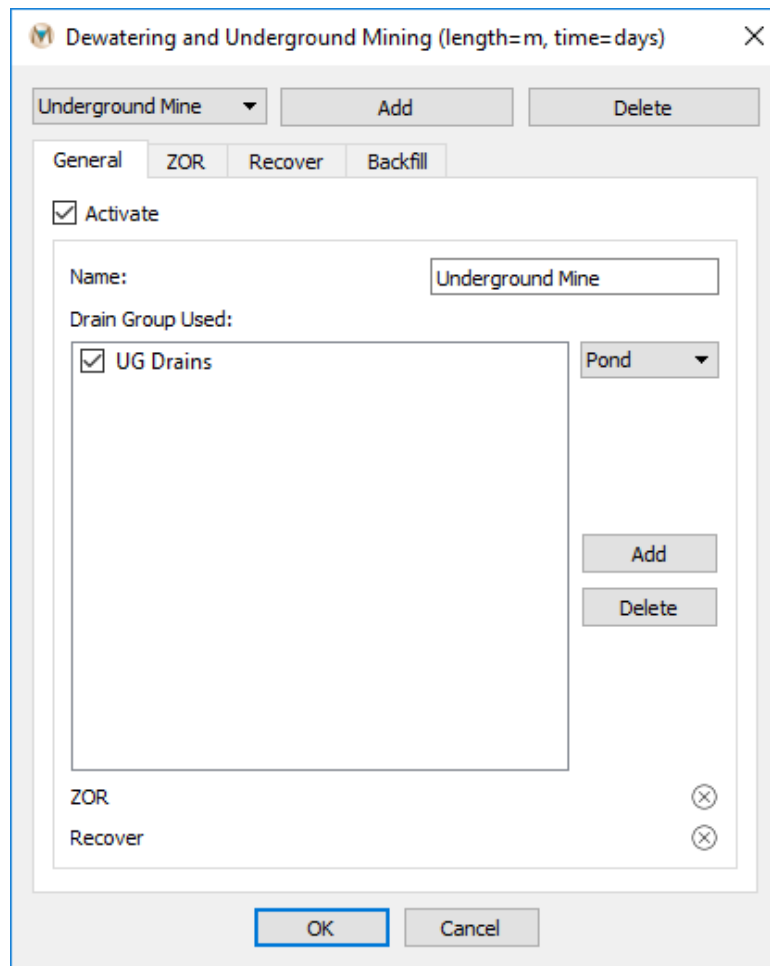 Dewatering and Underground Mining (length=m, time=days)
Underground Mine Add Delete
General ZOR Recover Backfill
Activate
Name: Underground Mine
Drain Group Used:
UG Drains Pond
Add
Delete
ZOR
Recover
OK Cancel